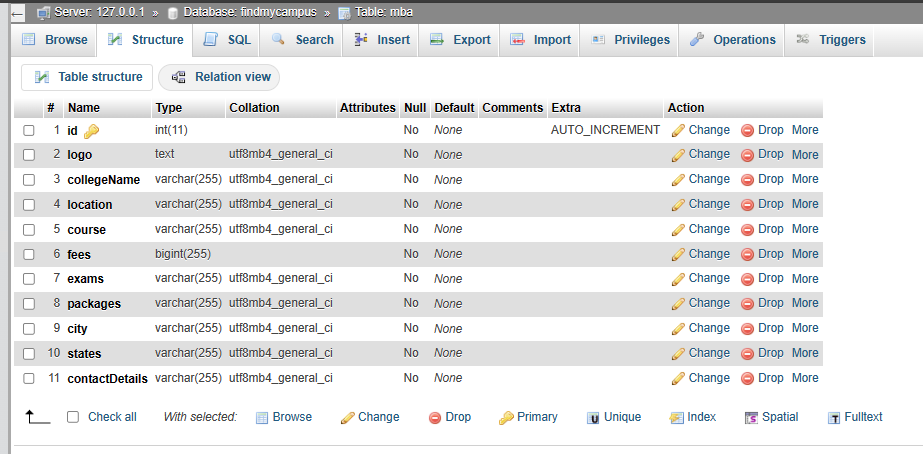 Server: 127.0.0.1 » Database: findmycampus » Table: mba
Browse Structure SQL Search Insert Export Import Privileges Operations Triggers
Table structure Relation view
# Name Type Collation Attributes Null Default Comments Extra Action
1 id int(11) No None AUTO_INCREMENT Change Drop More
2 logo text utf8mb4_general_ci No None Change Drop More
3 collegeName varchar(255) utf8mb4_general_ci No None Change Drop More
4 location varchar(255) utf8mb4_general_ci No None Change Drop More
5 course varchar(255) utf8mb4_general_ci No None Change Drop More
6 fees bigint(255) No None Change Drop More
7 exams varchar(255) utf8mb4_general_ci No None Change Drop More
8 packages varchar(255) utf8mb4_general_ci No None Change Drop More
9 city varchar(255) utf8mb4_general_ci No None Change Drop More
10 states varchar(255) utf8mb4_general_ci No None Change Drop More
11 contactDetails varchar(255) utf8mb4_general_ci No None Change Drop More
Check all With selected: Browse Change Drop Primary Unique Index Spatial Fulltext